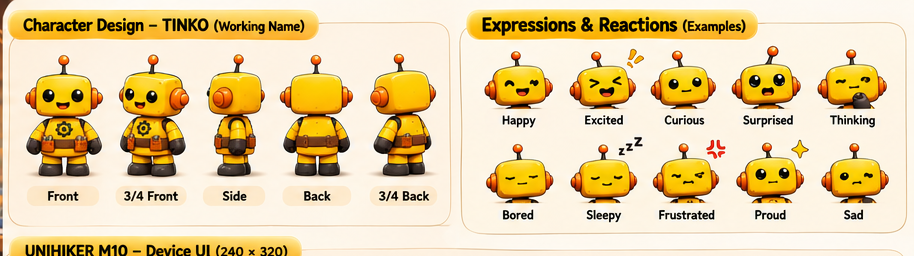 Character Design – TINKO (Working Name)
Front
3/4 Front
Side
Back
3/4 Back
Expressions & Reactions (Examples)
Happy
Excited
Curious
Surprised
Thinking
zzZ
Bored
Sleepy
Frustrated
Proud
Sad
UNIHIKER M10 – Device UI (240 × 320)